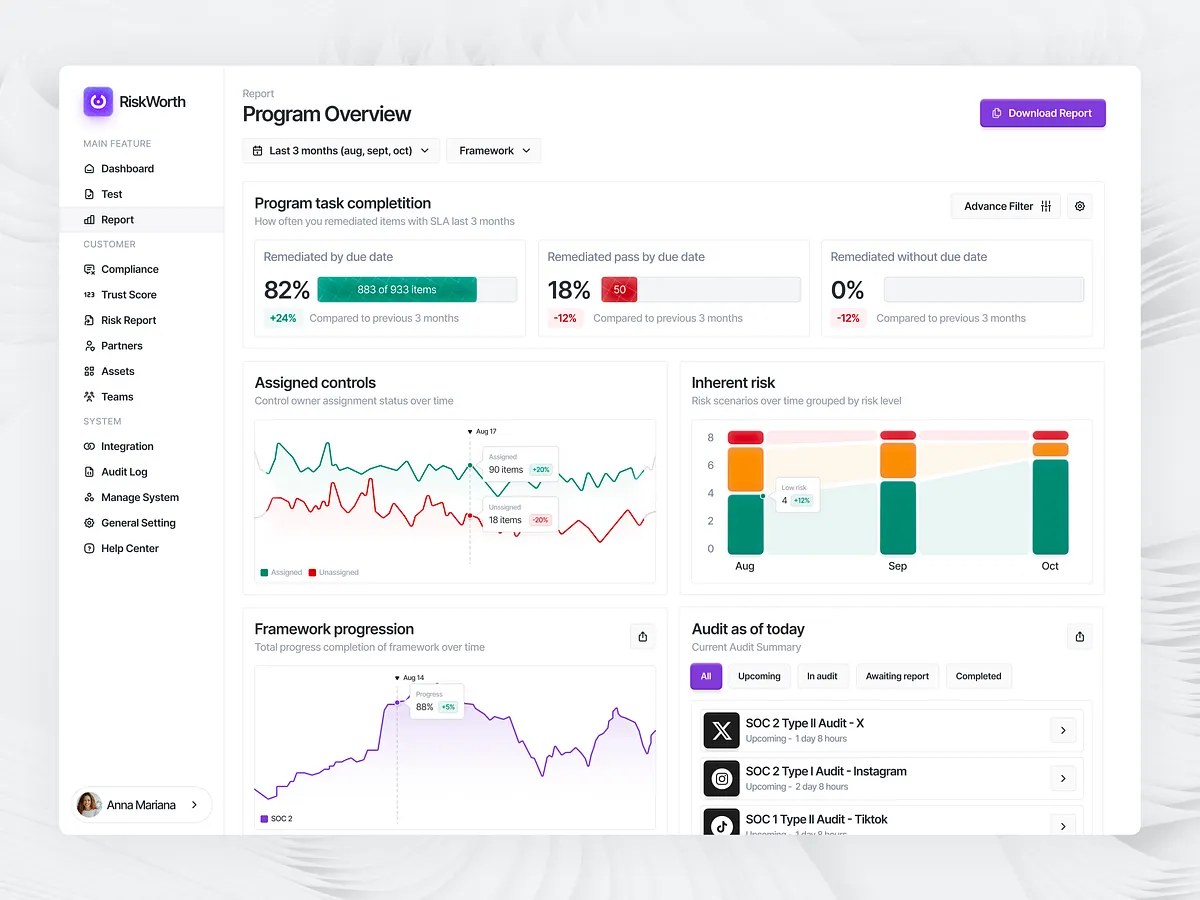 RiskWorth
MAIN FEATURE
Dashboard
Test
Report
CUSTOMER
Compliance
123 Trust Score
Risk Report
Partners
Assets
Teams
SYSTEM
Integration
Audit Log
Manage System
General Setting
Help Center
Anna Mariana
Report
Program Overview
Download Report
Last 3 months (aug, sept, oct)
Framework
Program task competition
How often you remediated items with SLA last 3 months
Advance Filter
Remediated by due date
82%
883 of 933 items
+24%
Compared to previous 3 months
Remediated pass by due date
18%
50
-12%
Compared to previous 3 months
Remediated without due date
0%
-12%
Compared to previous 3 months
Assigned controls
Control owner assignment status over time
Aug 17
Assigned
90 items +20%
Unssigned
18 items -20%
Assigned
Unassigned
Inherent risk
Risk scenarios over time grouped by risk level
8
6
4
2
0
Low risk
4 +12%
Aug
Sep
Oct
Framework progression
Total progress completion of framework over time
Aug 14
Progress
88% +5%
SOC 2
Audit as of today
Current Audit Summary
All
Upcoming
In audit
Awaiting report
Completed
SOC 2 Type II Audit - X
Upcoming - 1 day 8 hours
SOC 2 Type I Audit - Instagram
Upcoming - 2 day 8 hours
SOC 1 Type II Audit - Tiktok
Upcoming - 1 day 8 hours